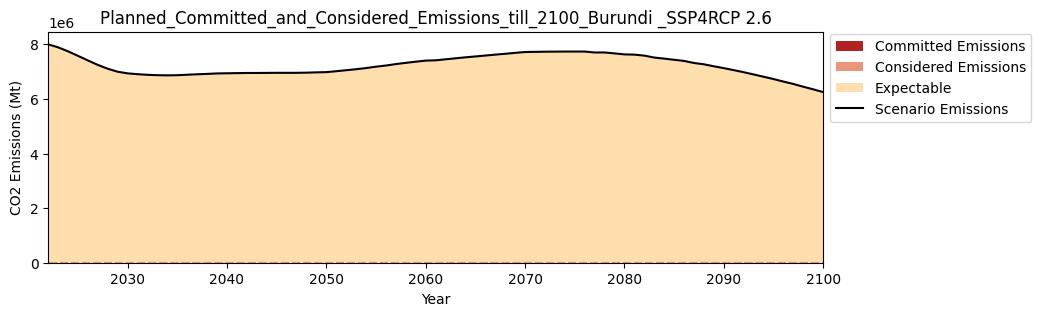 Planned_Committed_and_Considered_Emissions_till_2100_Burundi _SSP4RCP 2.6
1e6
8
6
4
2
0
CO2 Emissions (Mt)
2030 2040 2050 2060 2070 2080 2090 2100
Year
Committed Emissions
Considered Emissions
Expectable
Scenario Emissions